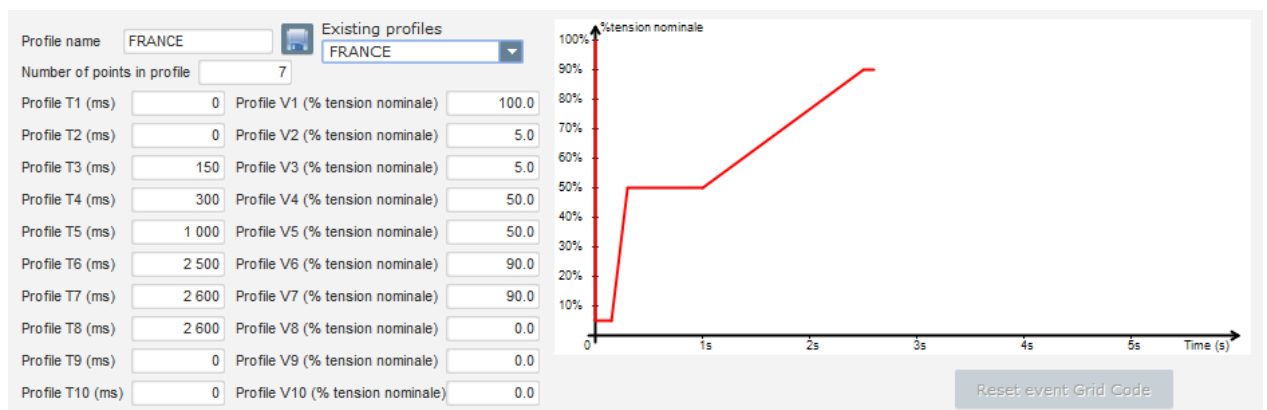 Profile name FRANCE
Existing profiles
FRANCE
Number of points in profile 7
Profile T1 (ms) 0 Profile V1 (% tension nominale) 100.0
Profile T2 (ms) 0 Profile V2 (% tension nominale) 5.0
Profile T3 (ms) 150 Profile V3 (% tension nominale) 5.0
Profile T4 (ms) 300 Profile V4 (% tension nominale) 50.0
Profile T5 (ms) 1 000 Profile V5 (% tension nominale) 50.0
Profile T6 (ms) 2 500 Profile V6 (% tension nominale) 90.0
Profile T7 (ms) 2 600 Profile V7 (% tension nominale) 90.0
Profile T8 (ms) 2 600 Profile V8 (% tension nominale) 0.0
Profile T9 (ms) 0 Profile V9 (% tension nominale) 0.0
Profile T10 (ms) 0 Profile V10 (% tension nominale) 0.0
%tension nominale
100%
90%
80%
70%
60%
50%
40%
30%
20%
10%
0 1s 2s 3s 4s 5s Time (s)
Reset event Grid Code